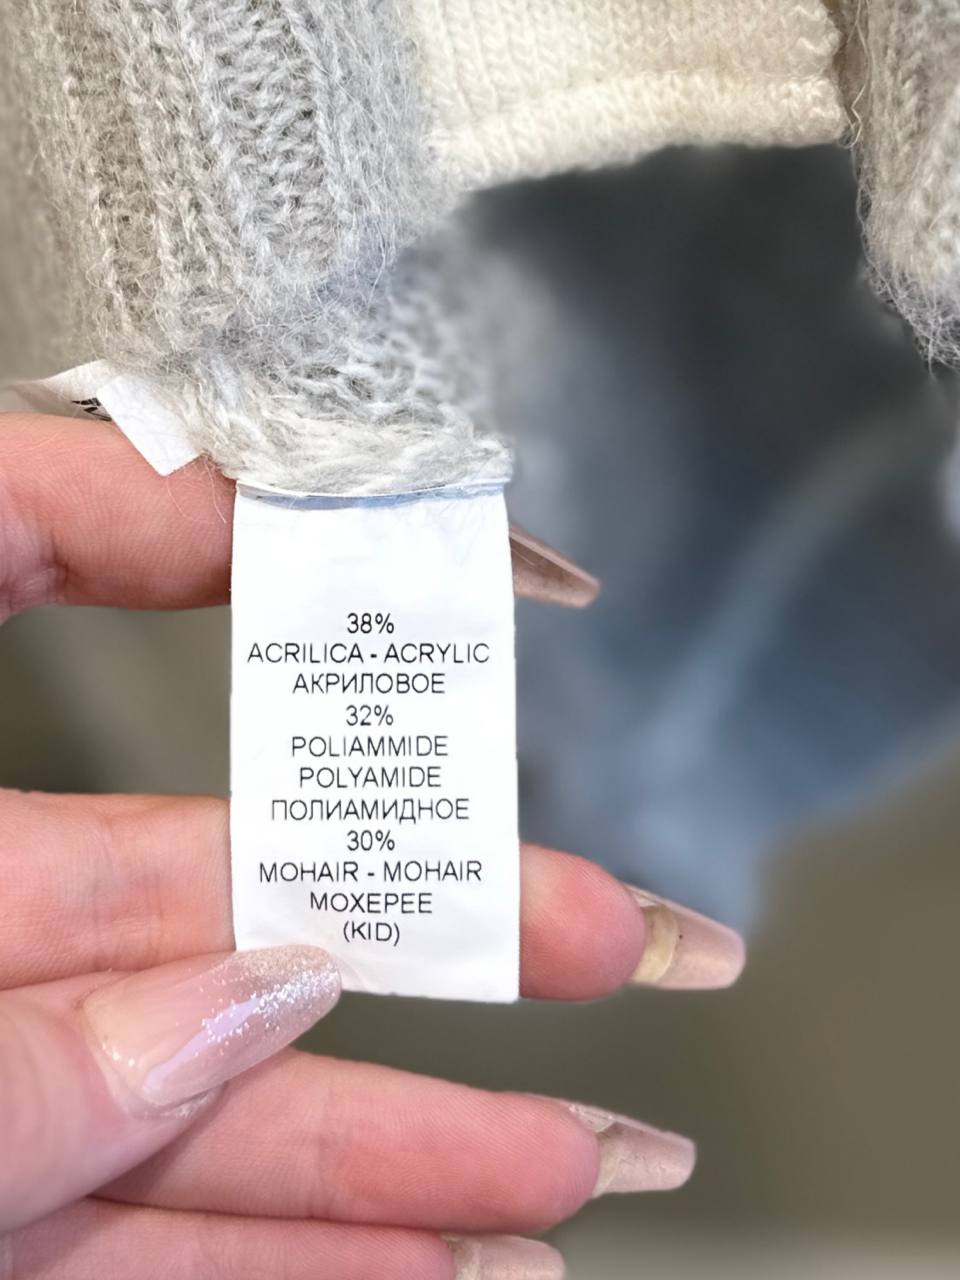 38%
ACRILICA - ACRYLIC
АКРИЛОВОЕ
32%
POLIAMMIDE
POLYAMIDE
ПОЛИАМИДНОЕ
30%
MOHAIR - MOHAIR
МОХЕРЕЕ
(KID)